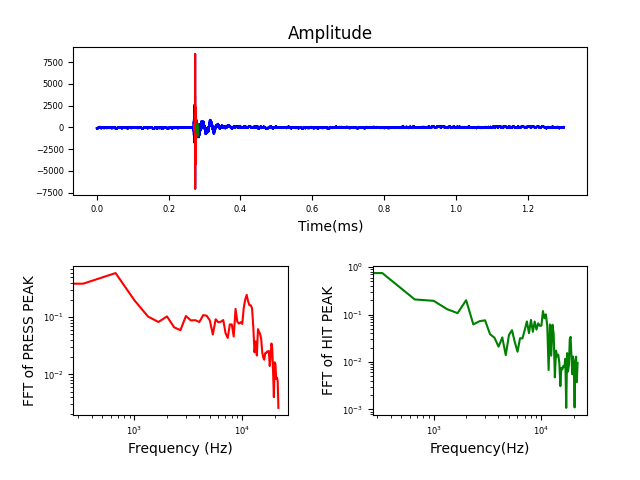 Amplitude
7500
5000
2500
0
−2500
−5000
−7500
0.0 0.2 0.4 0.6 0.8 1.0 1.2
Time(ms)
FFT of PRESS PEAK
10⁻¹
10⁻²
10³ 10⁴
Frequency (Hz)
FFT of HIT PEAK
10⁰
10⁻¹
10⁻²
10⁻³
10³ 10⁴
Frequency(Hz)